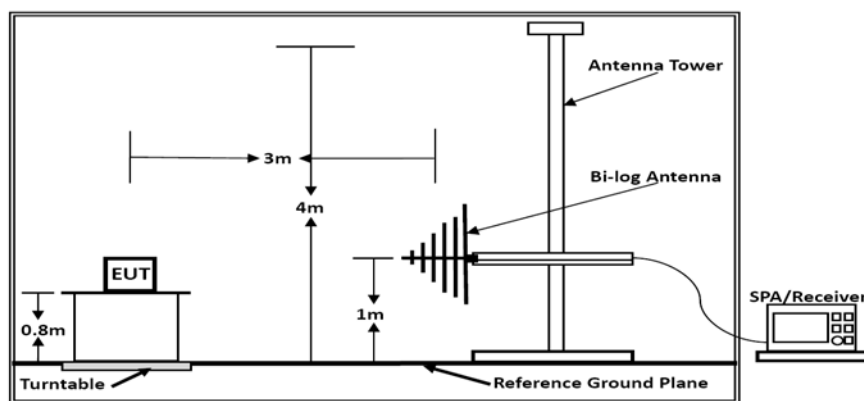 Antenna Tower
3m
Bi-log Antenna
4m
EUT
SPA/Receiver
0.8m
1m
Turntable
Reference Ground Plane